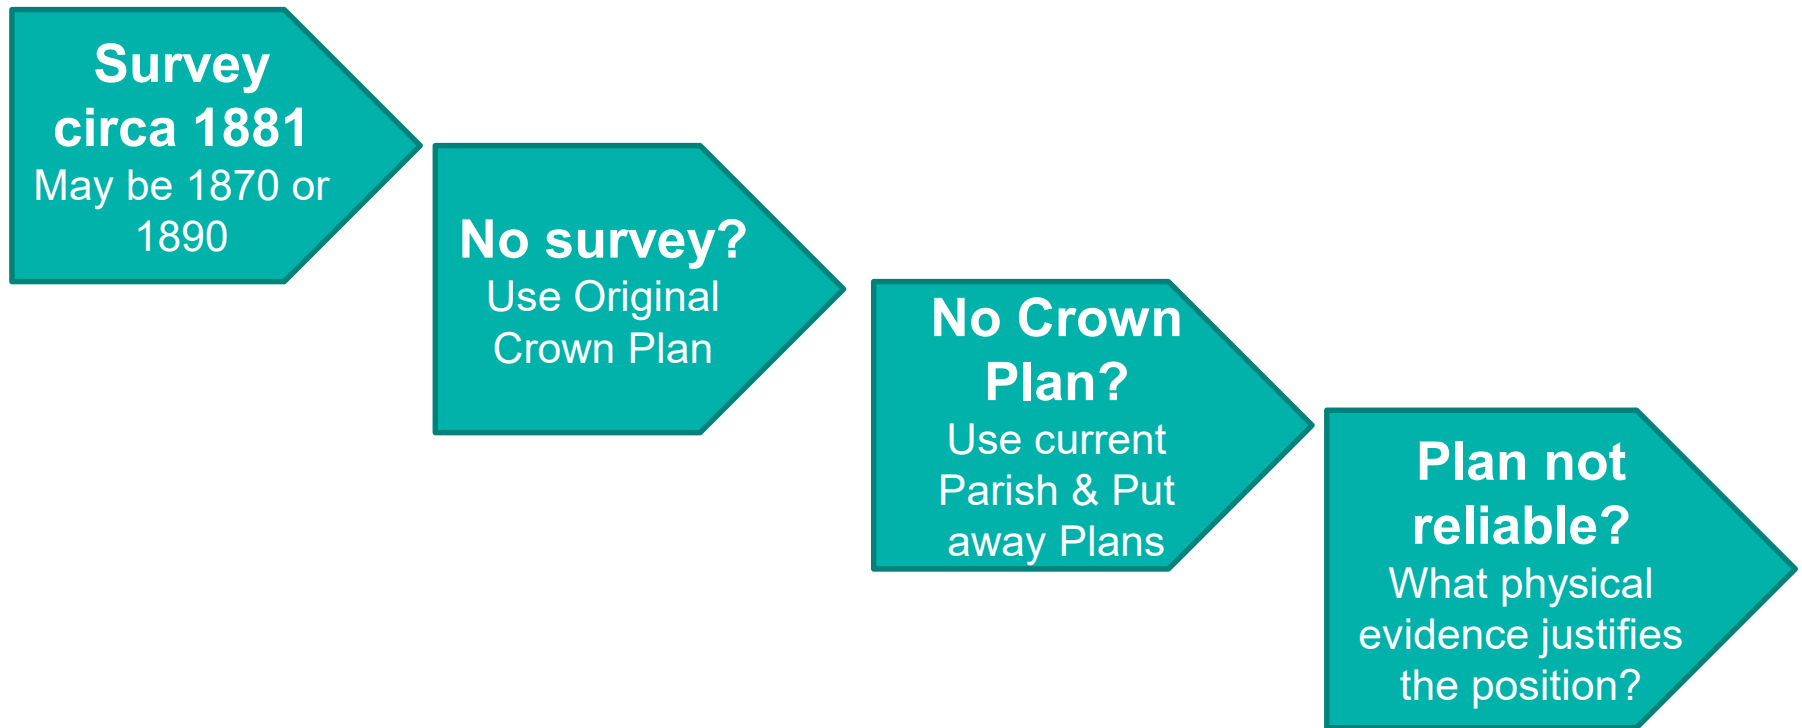 Survey
circa 1881
May be 1870 or
1890
No survey?
Use Original
Crown Plan
No Crown
Plan?
Use current
Parish & Put
away Plans
Plan not
reliable?
What physical
evidence justifies
the position?